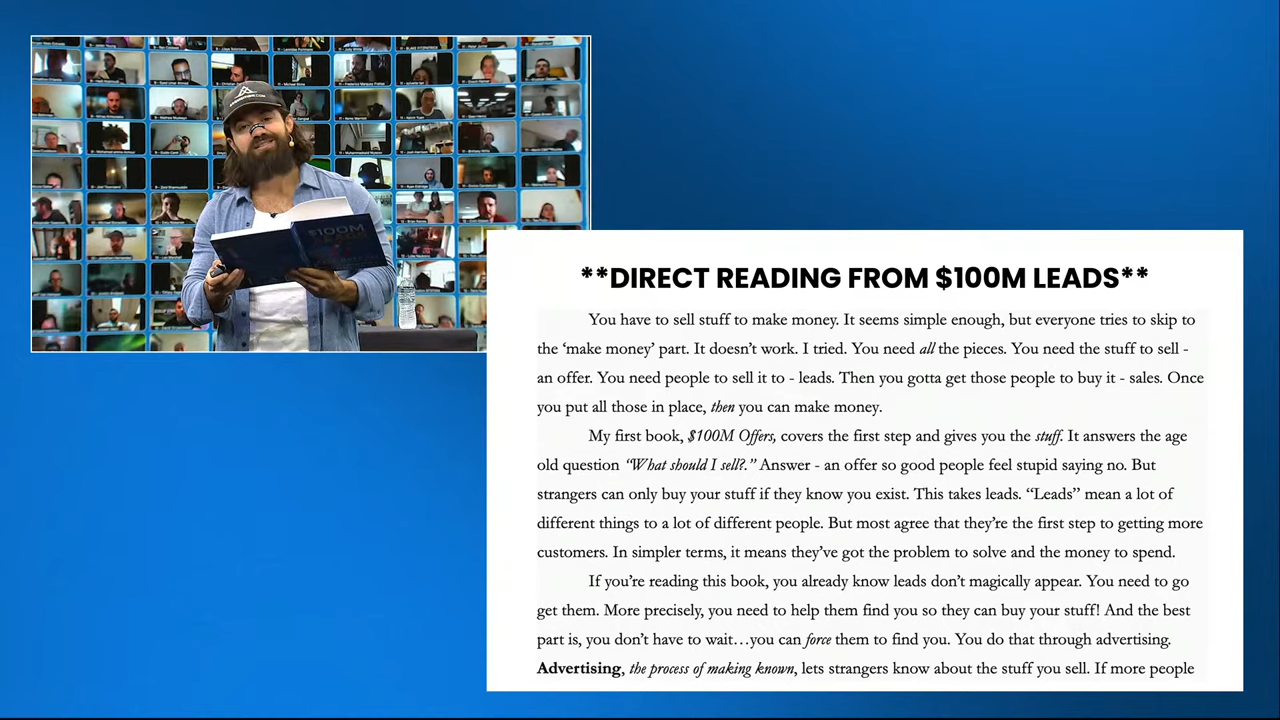 $100M
**DIRECT READING FROM $100M LEADS**
You have to sell stuff to make money. It seems simple enough, but everyone tries to skip to
the ‘make money’ part. It doesn’t work. I tried. You need all the pieces. You need the stuff to sell -
an offer. You need people to sell it to - leads. Then you gotta get those people to buy it - sales. Once
you put all those in place, then you can make money.
My first book, $100M Offers, covers the first step and gives you the stuff. It answers the age
old question “What should I sell?.” Answer - an offer so good people feel stupid saying no. But
strangers can only buy your stuff if they know you exist. This takes leads. “Leads” mean a lot of
different things to a lot of different people. But most agree that they’re the first step to getting more
customers. In simpler terms, it means they’ve got the problem to solve and the money to spend.
If you’re reading this book, you already know leads don’t magically appear. You need to go
get them. More precisely, you need to help them find you so they can buy your stuff! And the best
part is, you don’t have to wait…you can force them to find you. You do that through advertising.
Advertising, the process of making known, lets strangers know about the stuff you sell. If more people